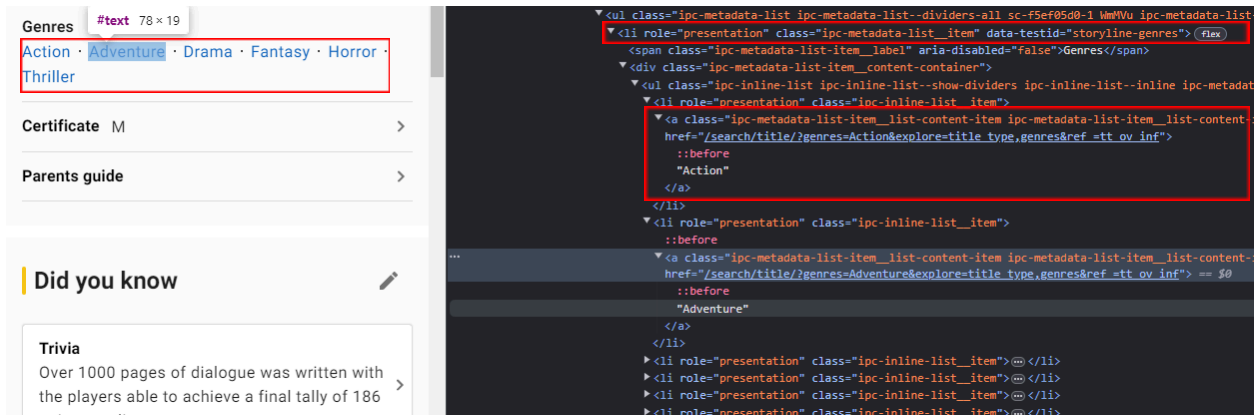 #text 78 × 19
Genres
Action · Adventure · Drama · Fantasy · Horror ·
Thriller
Certificate M
Parents guide
Did you know
Trivia
Over 1000 pages of dialogue was written with
the players able to achieve a final tally of 186
<ul class="ipc-metadata-list ipc-metadata-list--dividers-all sc-f5ef05d0-1 WmMVu ipc-metadata-list-
<li role="presentation" class="ipc-metadata-list__item" data-testid="storyline-genres"> flex
<span class="ipc-metadata-list-item__label" aria-disabled="false">Genres</span>
<div class="ipc-metadata-list-item__content-container">
<ul class="ipc-inline-list ipc-inline-list--show-dividers ipc-inline-list--inline ipc-metadat
<li role="presentation" class="ipc-inline-list__item">
<a class="ipc-metadata-list-item__list-content-item ipc-metadata-list-item__list-content-
href="/search/title/?genres=Action&explore=title_type,genres&ref_=tt_ov_inf">
::before
"Action"
</a>
</li>
<li role="presentation" class="ipc-inline-list__item">
::before
<a class="ipc-metadata-list-item__list-content-item ipc-metadata-list-item__list-content-
href="/search/title/?genres=Adventure&explore=title_type,genres&ref_=tt_ov_inf"> == $0
::before
"Adventure"
</a>
</li>
<li role="presentation" class="ipc-inline-list__item"> … </li>
<li role="presentation" class="ipc-inline-list__item"> … </li>
<li role="presentation" class="ipc-inline-list__item"> … </li>
<li role="presentation" class="ipc-inline-list__item"> … </li>